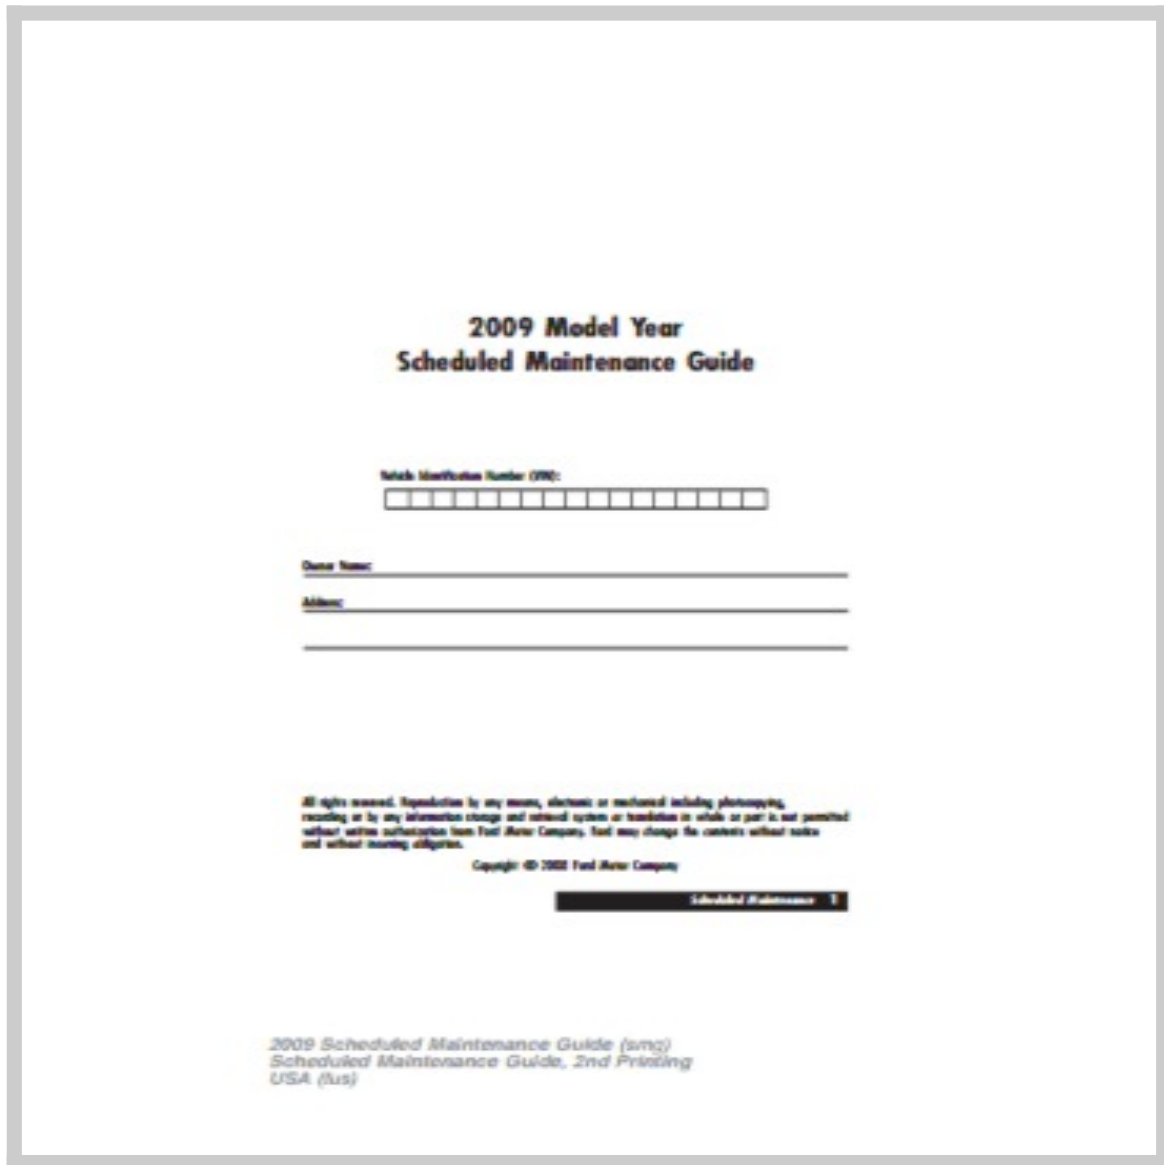 2009 Model Year
Scheduled Maintenance Guide
Vehicle Identification Number (VIN):
Owner Name:
Address:
All rights reserved. Reproduction by any means, electronic or mechanical including photocopying,
recording or by any information storage and retrieval system or translation in whole or part is not permitted
without written authorization from Ford Motor Company. Ford may change the contents without notice
and without incurring obligation.
Copyright © 2008 Ford Motor Company
Scheduled Maintenance 1
2009 Scheduled Maintenance Guide (smg)
Scheduled Maintenance Guide, 2nd Printing
USA (fus)